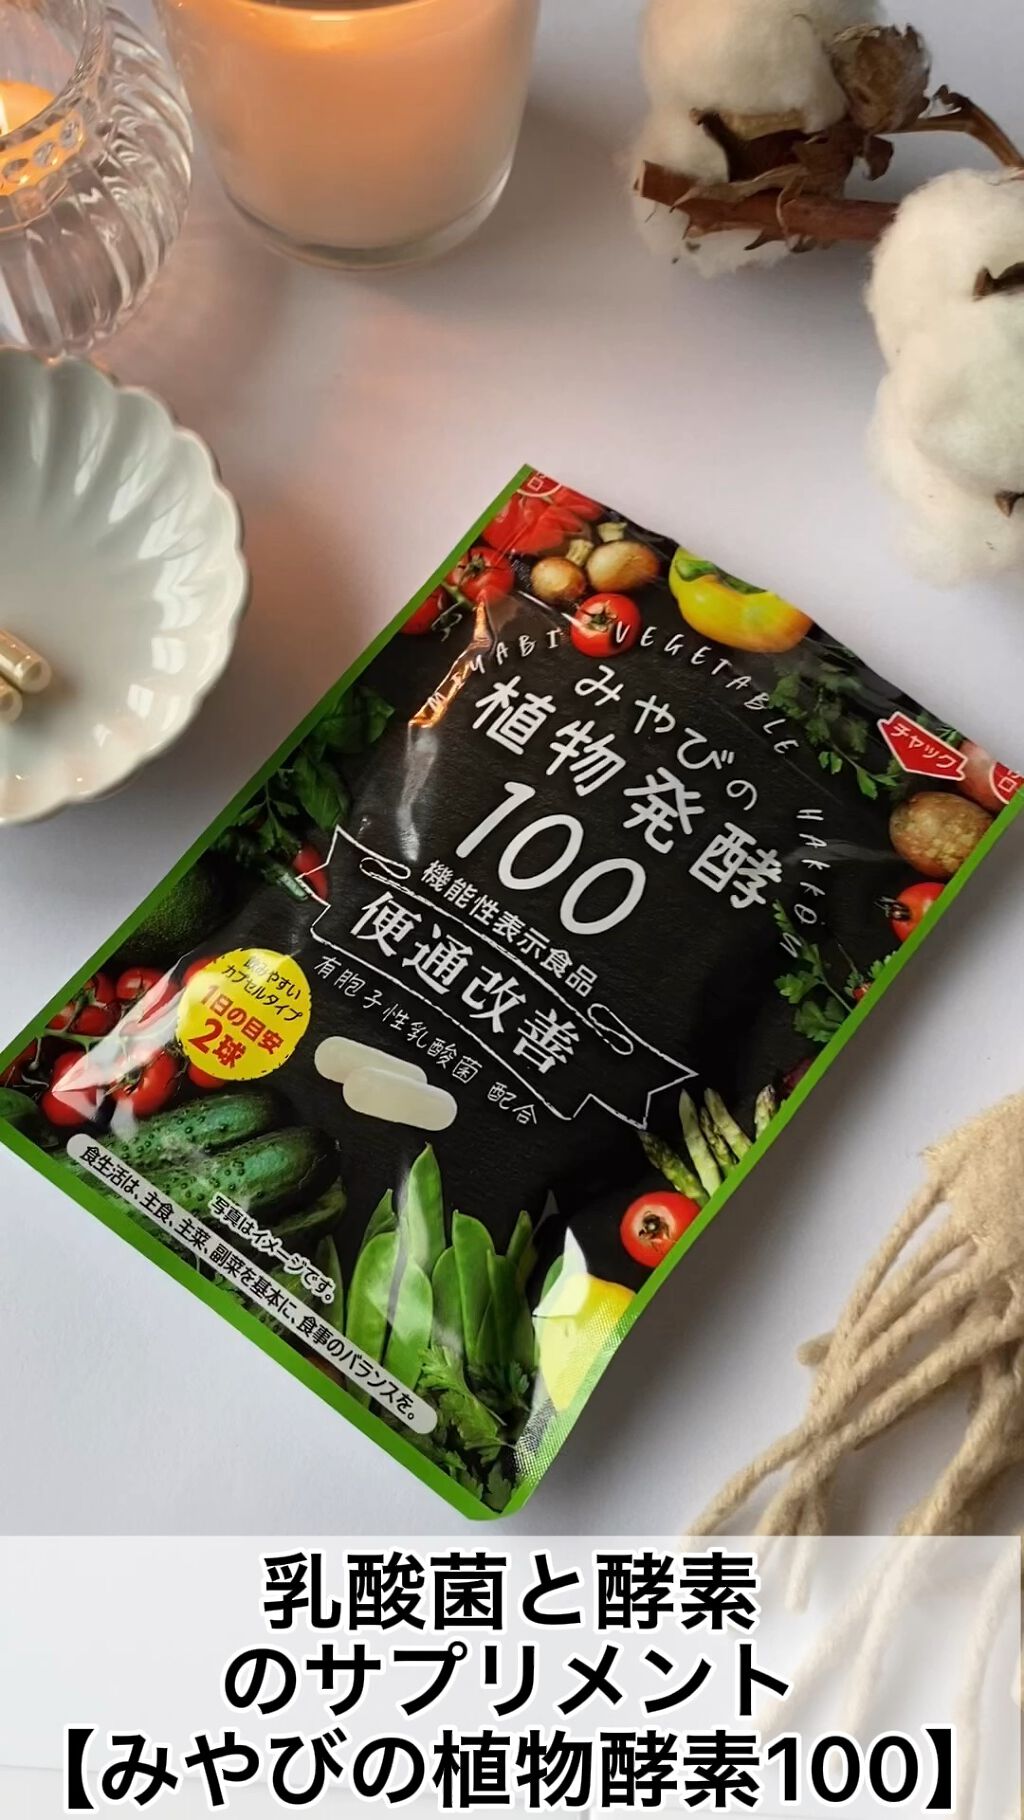 MIYABI VEGETABLE HAKKO
みやびの
植物発酵
100
チャック
機能性表示食品
便通改善
有胞子性乳酸菌 配合
飲みやすい
カプセルタイプ
1日の目安
2球
写真はイメージです。
食生活は、主食、主菜、副菜を基本に、食事のバランスを。
乳酸菌と酵素
のサプリメント
【みやびの植物酵素100】